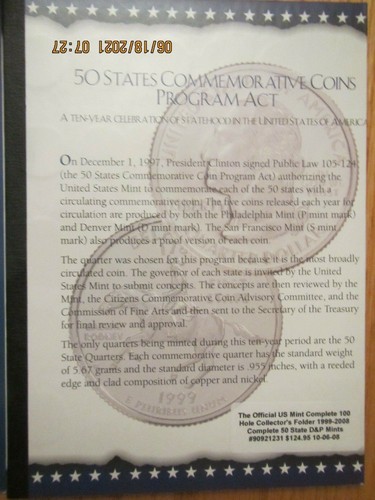 06/18/2021 07:27
50 STATES COMMEMORATIVE COINS
PROGRAM ACT
A TEN-YEAR CELEBRATION OF STATEHOOD IN THE UNITED STATES OF AMERICA
On December 1, 1997, President Clinton signed Public Law 105-124
(the 50 States Commemorative Coin Program Act) authorizing the
United States Mint to commemorate each of the 50 states with a
circulating commemorative coin. The five coins released each year for
circulation are produced by both the Philadelphia Mint (P mint mark)
and Denver Mint (D mint mark). The San Francisco Mint (S mint
mark) also produces a proof version of each coin.
The quarter was chosen for this program because it is the most broadly
circulated coin. The governor of each state is invited by the United
States Mint to submit concepts. The concepts are then reviewed by the
Mint, the Citizens Commemorative Coin Advisory Committee, and the
Commission of Fine Arts and then sent to the Secretary of the Treasury
for final review and approval.
The only quarters being minted during this ten-year period are the 50
State Quarters. Each commemorative quarter has the standard weight
of 5.67 grams and the standard diameter is .955 inches, with a reeded
edge and clad composition of copper and nickel.
1999
E PLURIBUS UNUM
The Official US Mint Complete 100
Hole Collector's Folder 1999-2008
Complete 50 State D&P Mints
#90921231 $124.95 10-06-08